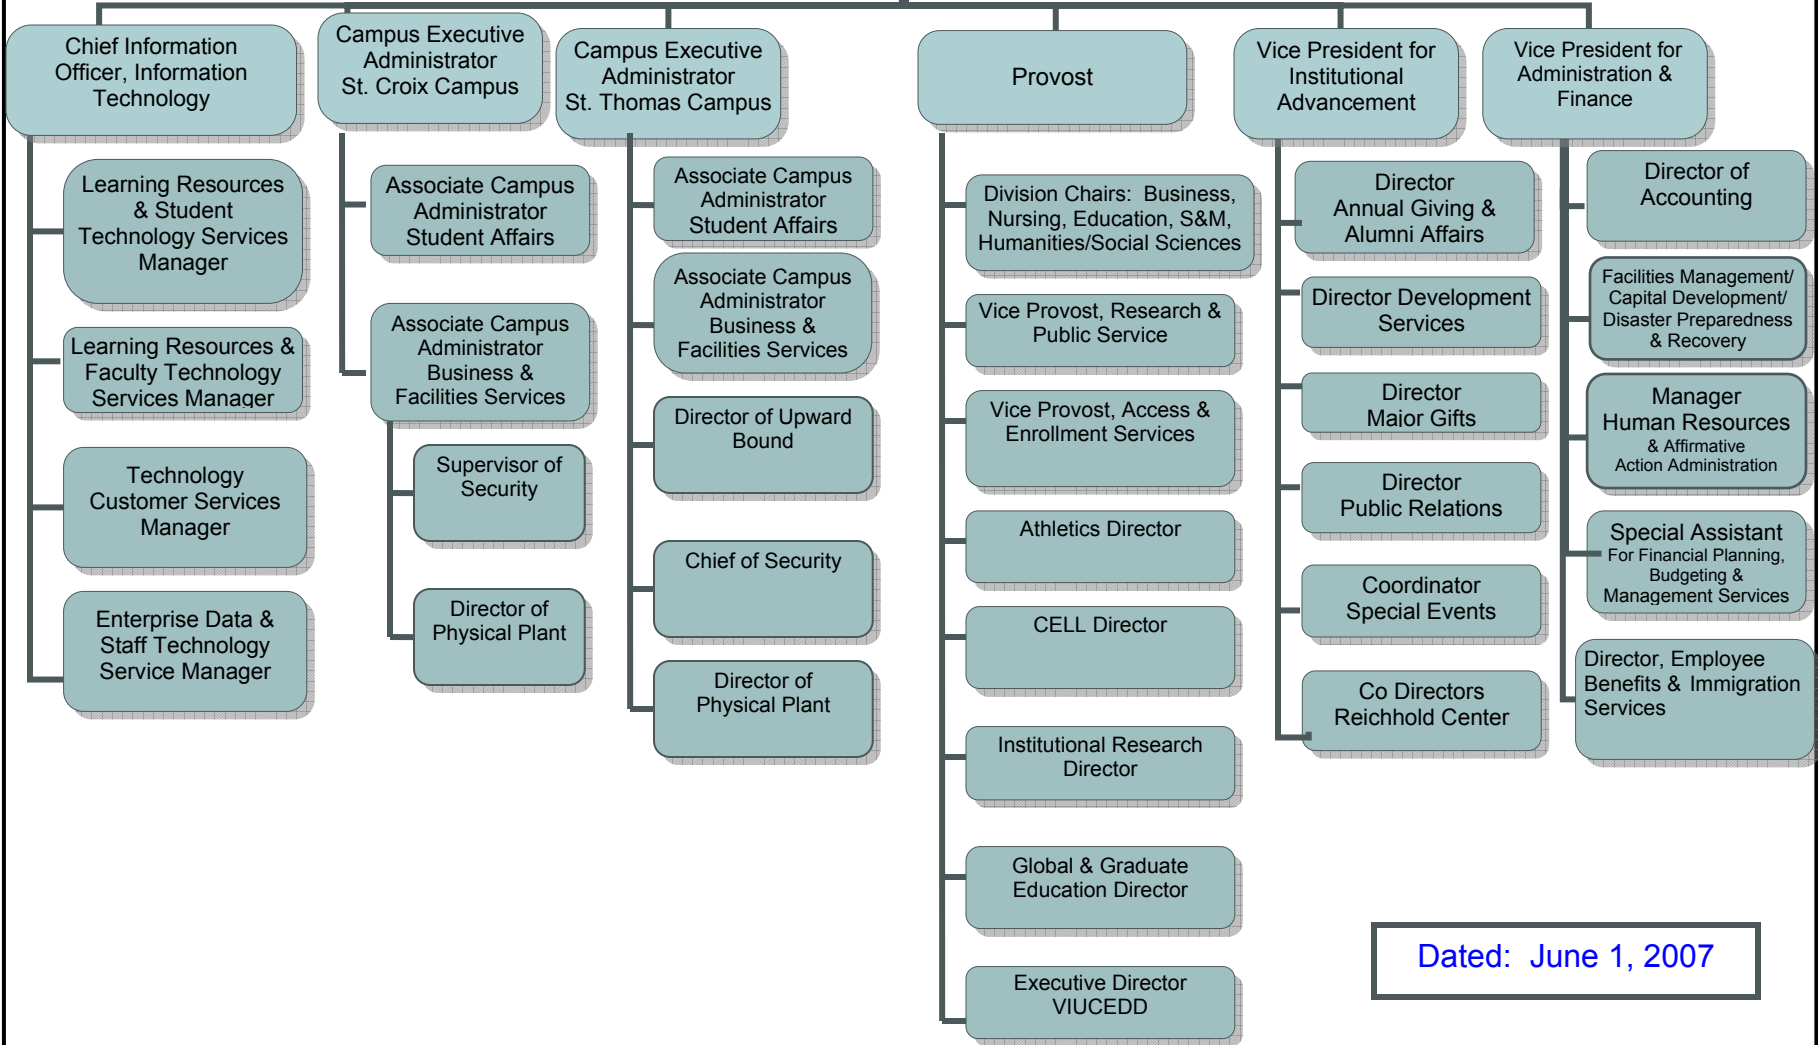 Chief Information
Officer, Information
Technology
Learning Resources
& Student
Technology Services
Manager
Learning Resources &
Faculty Technology
Services Manager
Technology
Customer Services
Manager
Enterprise Data &
Staff Technology
Service Manager
Campus Executive
Administrator
St. Croix Campus
Associate Campus
Administrator
Student Affairs
Associate Campus
Administrator
Business &
Facilities Services
Supervisor of
Security
Director of
Physical Plant
Campus Executive
Administrator
St. Thomas Campus
Associate Campus
Administrator
Student Affairs
Associate Campus
Administrator
Business &
Facilities Services
Director of Upward
Bound
Chief of Security
Director of
Physical Plant
Provost
Division Chairs: Business,
Nursing, Education, S&M,
Humanities/Social Sciences
Vice Provost, Research &
Public Service
Vice Provost, Access &
Enrollment Services
Athletics Director
CELL Director
Institutional Research
Director
Global & Graduate
Education Director
Executive Director
VIUCEDD
Vice President for
Institutional
Advancement
Director
Annual Giving &
Alumni Affairs
Director Development
Services
Director
Major Gifts
Director
Public Relations
Coordinator
Special Events
Co Directors
Reichhold Center
Vice President for
Administration &
Finance
Director of
Accounting
Facilities Management/
Capital Development/
Disaster Preparedness
& Recovery
Manager
Human Resources
& Affirmative
Action Administration
Special Assistant
For Financial Planning,
Budgeting &
Management Services
Director, Employee
Benefits & Immigration
Services
Dated: June 1, 2007